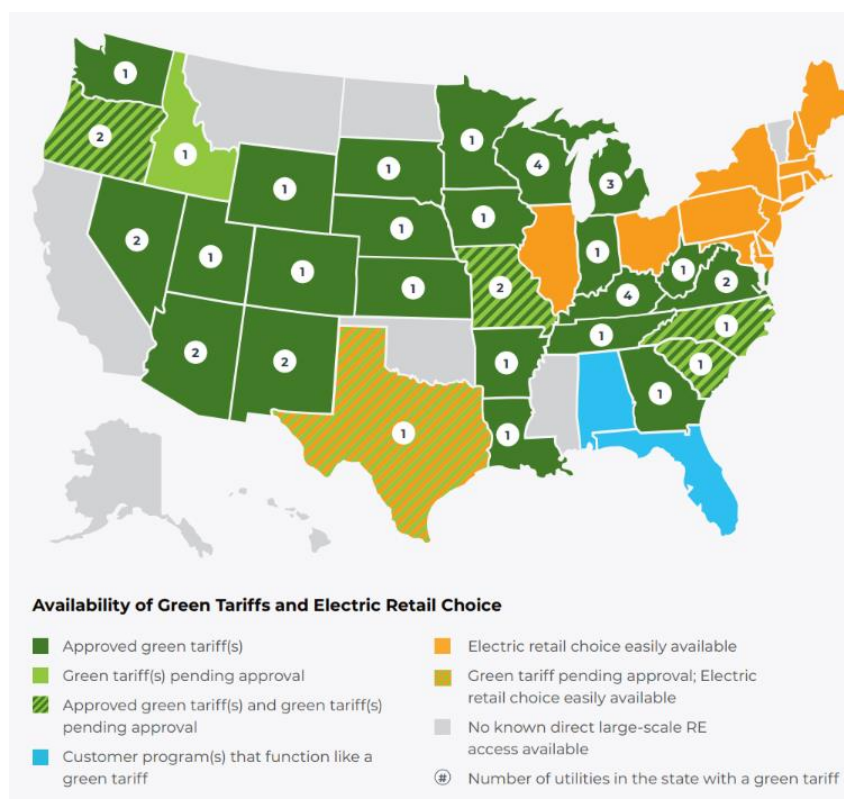 1
2
1
1
1
1
4
3
1
1
1
2
1
1
1
2
1
4
1
2
2
2
1
1
1
1
1
1
1
Availability of Green Tariffs and Electric Retail Choice
Approved green tariff(s)
Green tariff(s) pending approval
Approved green tariff(s) and green tariff(s)
pending approval
Customer program(s) that function like a
green tariff
Electric retail choice easily available
Green tariff pending approval; Electric
retail choice easily available
No known direct large-scale RE
access available
# Number of utilities in the state with a green tariff